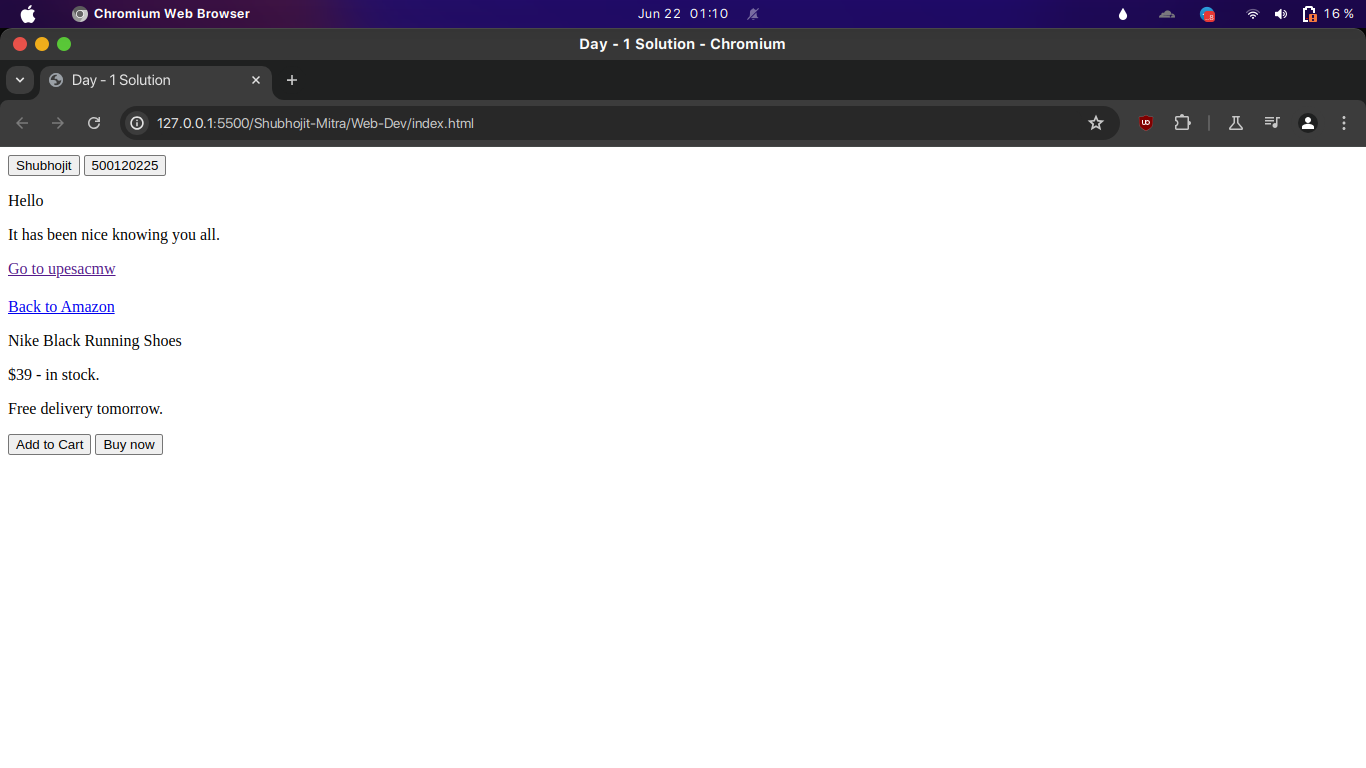 Chromium Web Browser
Jun 22 01:10
16 %
Day - 1 Solution - Chromium
Day - 1 Solution
127.0.0.1:5500/Shubhojit-Mitra/Web-Dev/index.html
Shubhojit 500120225
Hello
It has been nice knowing you all.
Go to upesacmw
Back to Amazon
Nike Black Running Shoes
$39 - in stock.
Free delivery tomorrow.
Add to Cart Buy now